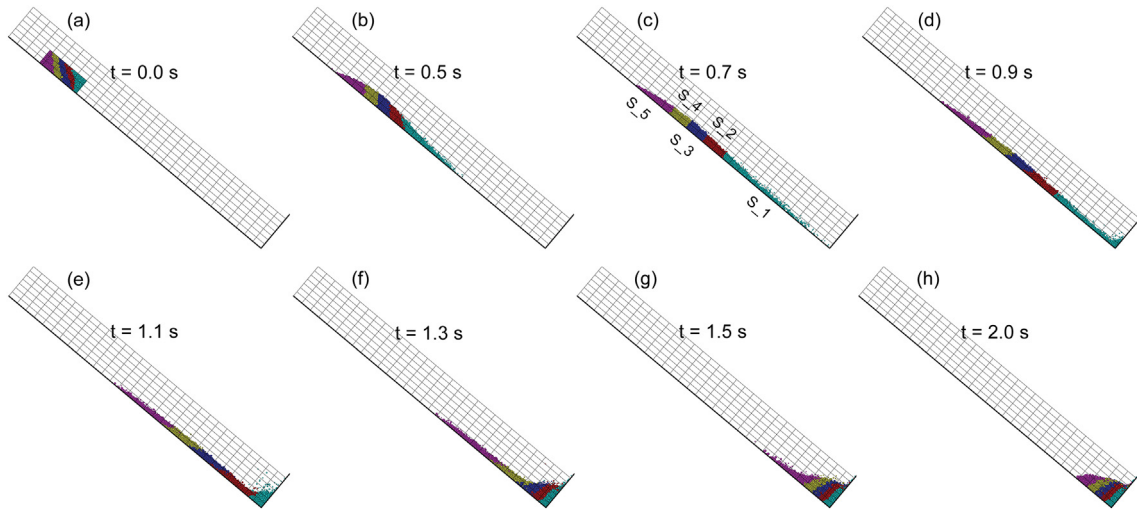 (a)
t = 0.0 s
(b)
t = 0.5 s
(c)
t = 0.7 s
S_5
S_4
S_3
S_2
S_1
(d)
t = 0.9 s
(e)
t = 1.1 s
(f)
t = 1.3 s
(g)
t = 1.5 s
(h)
t = 2.0 s